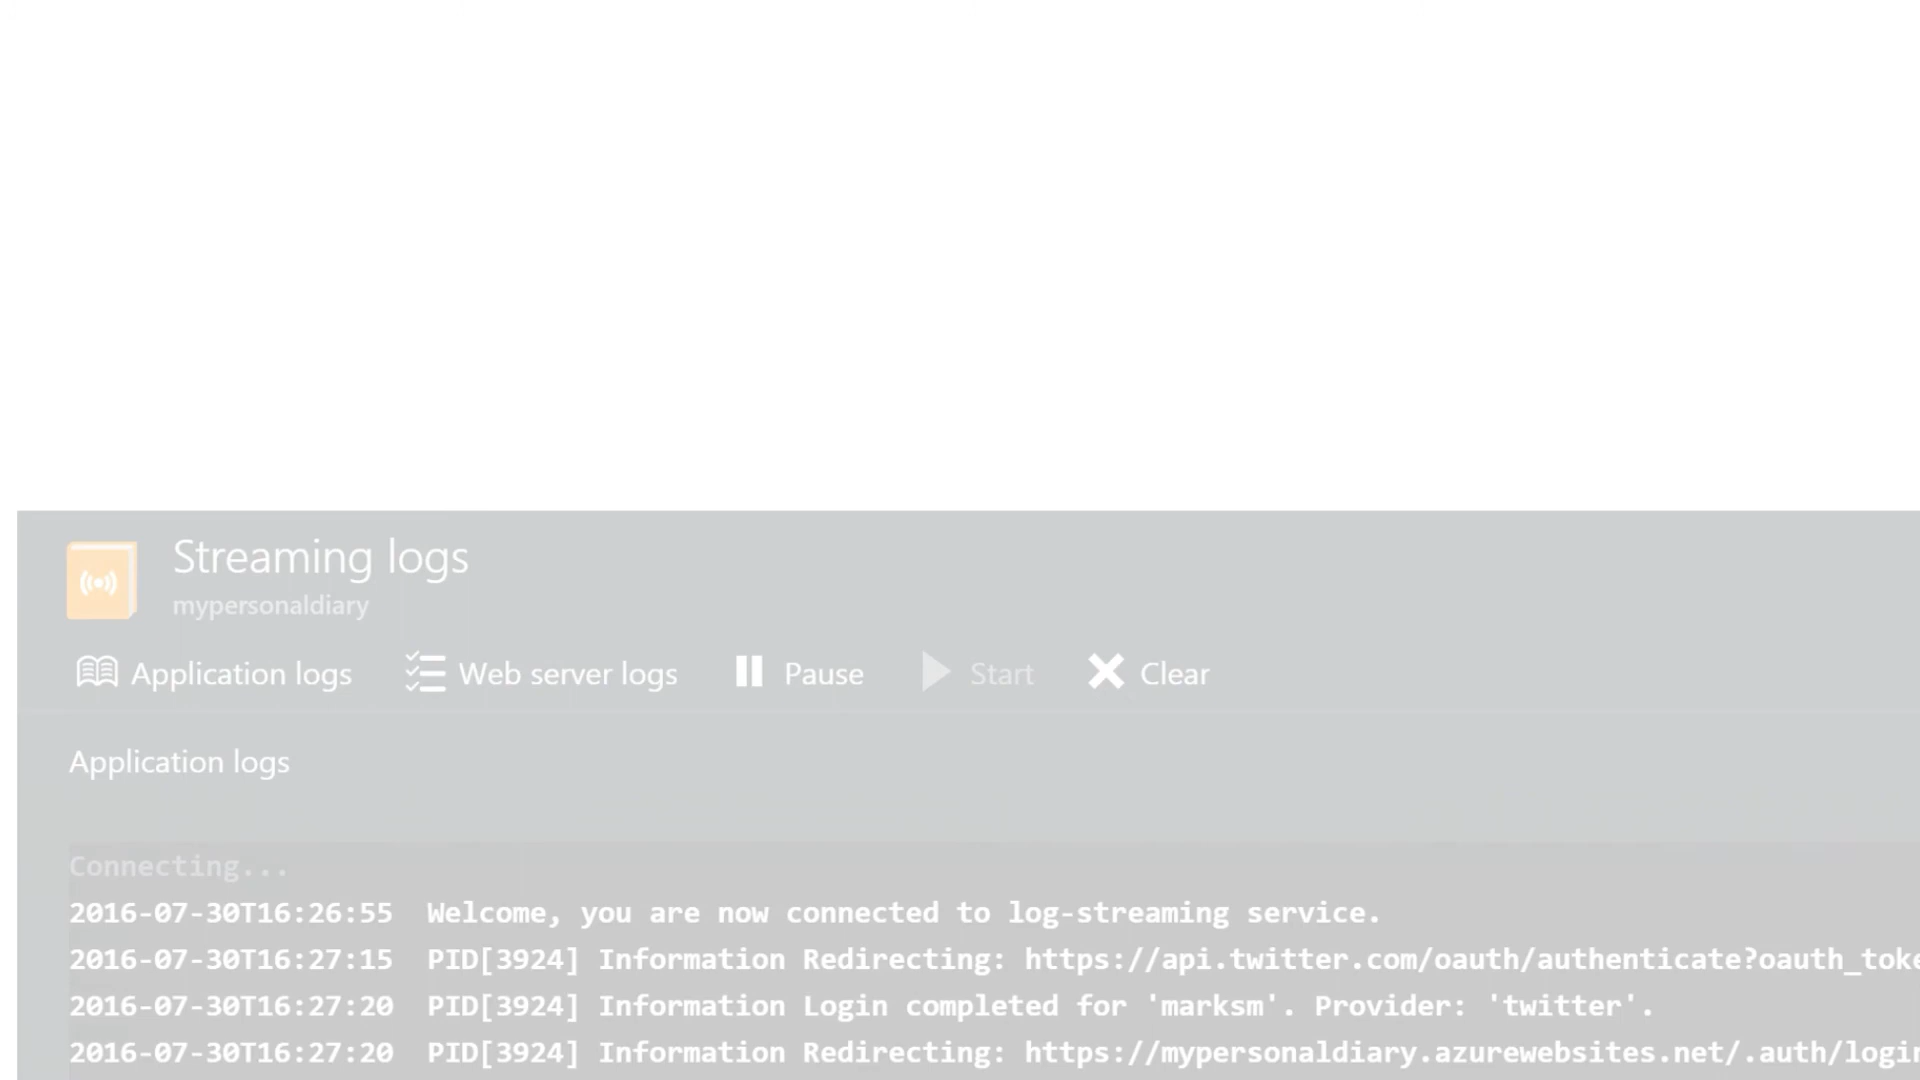 Streaming logs
mypersonaldiary
Application logs Web server logs Pause Start Clear
Application logs
Connecting...
2016-07-30T16:26:55 Welcome, you are now connected to log-streaming service.
2016-07-30T16:27:15 PID[3924] Information Redirecting: https://api.twitter.com/oauth/authenticate?oauth_toke
2016-07-30T16:27:20 PID[3924] Information Login completed for 'marksm'. Provider: 'twitter'.
2016-07-30T16:27:20 PID[3924] Information Redirecting: https://mypersonaldiary.azurewebsites.net/.auth/login